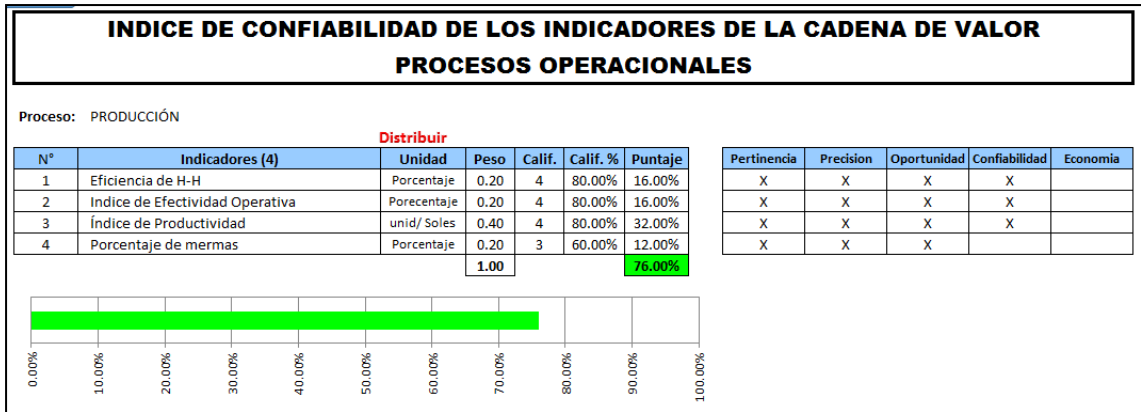 INDICE DE CONFIABILIDAD DE LOS INDICADORES DE LA CADENA DE VALOR
PROCESOS OPERACIONALES
Proceso: PRODUCCIÓN
Distribuir
N° Indicadores (4) Unidad Peso Calif. Calif. % Puntaje Pertinencia Precision Oportunidad Confiabilidad Economia
1 Eficiencia de H-H Porcentaje 0.20 4 80.00% 16.00% X X X X
2 Indice de Efectividad Operativa Porecentaje 0.20 4 80.00% 16.00% X X X X
3 Índice de Productividad unid/ Soles 0.40 4 80.00% 32.00% X X X X
4 Porcentaje de mermas Porcentaje 0.20 3 60.00% 12.00% X X X
1.00 76.00%
0.00% 10.00% 20.00% 30.00% 40.00% 50.00% 60.00% 70.00% 80.00% 90.00% 100.00%